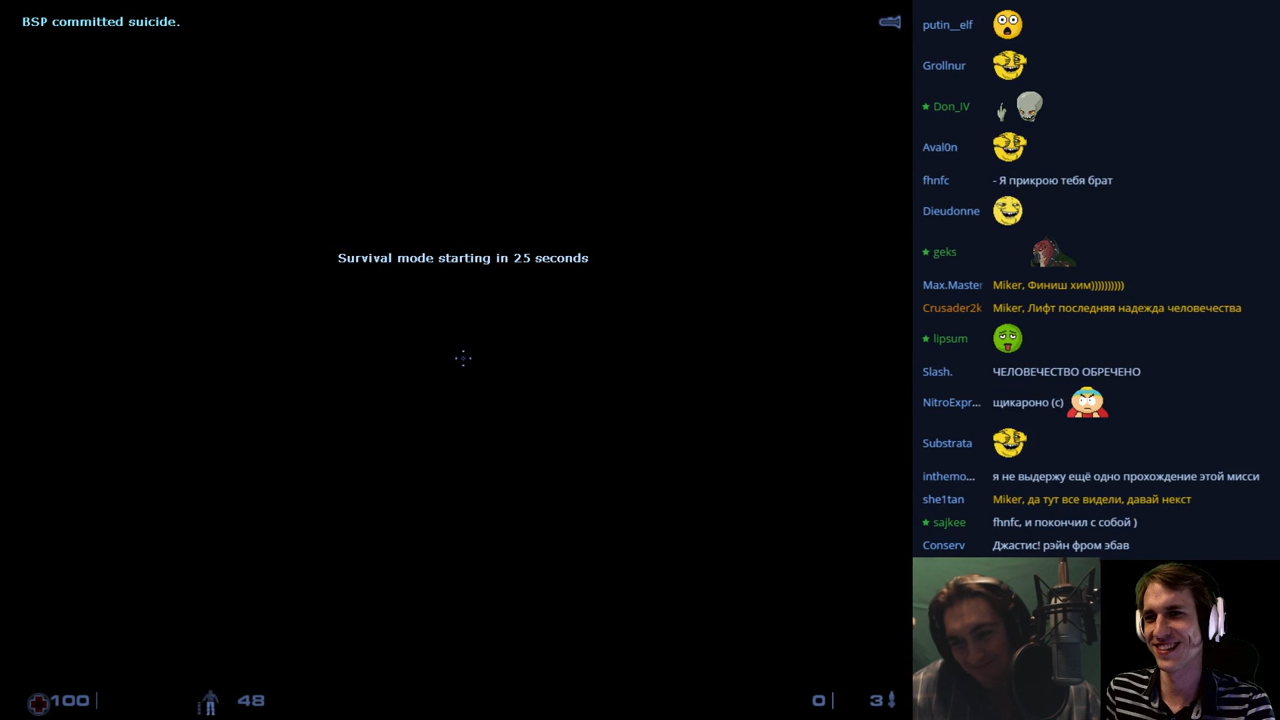 BSP committed suicide.
Survival mode starting in 25 seconds
100
48
0
3
putin__elf
Grollnur
Don_IV
Aval0n
fhnfc - Я прикрою тебя брат
Dieudonne
geks
Max.Master Miker, Финиш хим))))))))))
Crusader2k Miker, Лифт последняя надежда человечества
lipsum
Slash. ЧЕЛОВЕЧЕСТВО ОБРЕЧЕНО
NitroExpr... щикароно (с)
Substrata
inthemo... я не выдержу ещё одно прохождение этой мисси
she1tan Miker, да тут все видели, давай некст
sajkee fhnfc, и покончил с собой )
Conserv Джастис! рэйн фром эбав